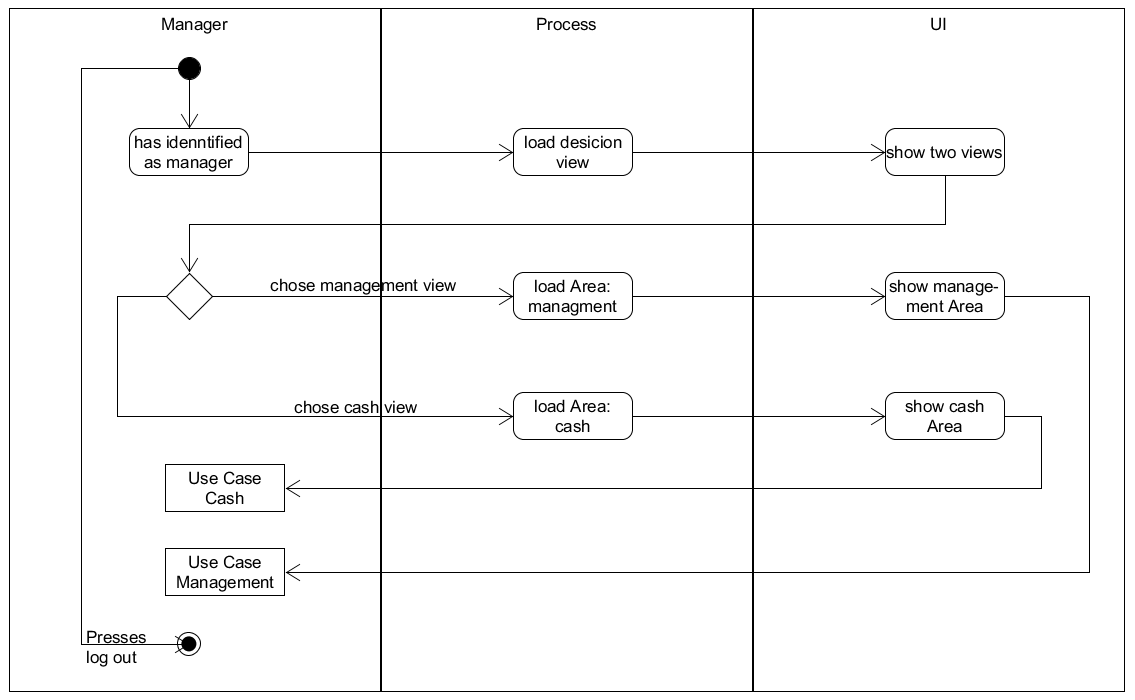 Manager
Process
UI
has idenntified
as manager
load desicion
view
show two views
chose management view
load Area:
managment
show manage-
ment Area
chose cash view
load Area:
cash
show cash
Area
Use Case
Cash
Use Case
Management
Presses
log out